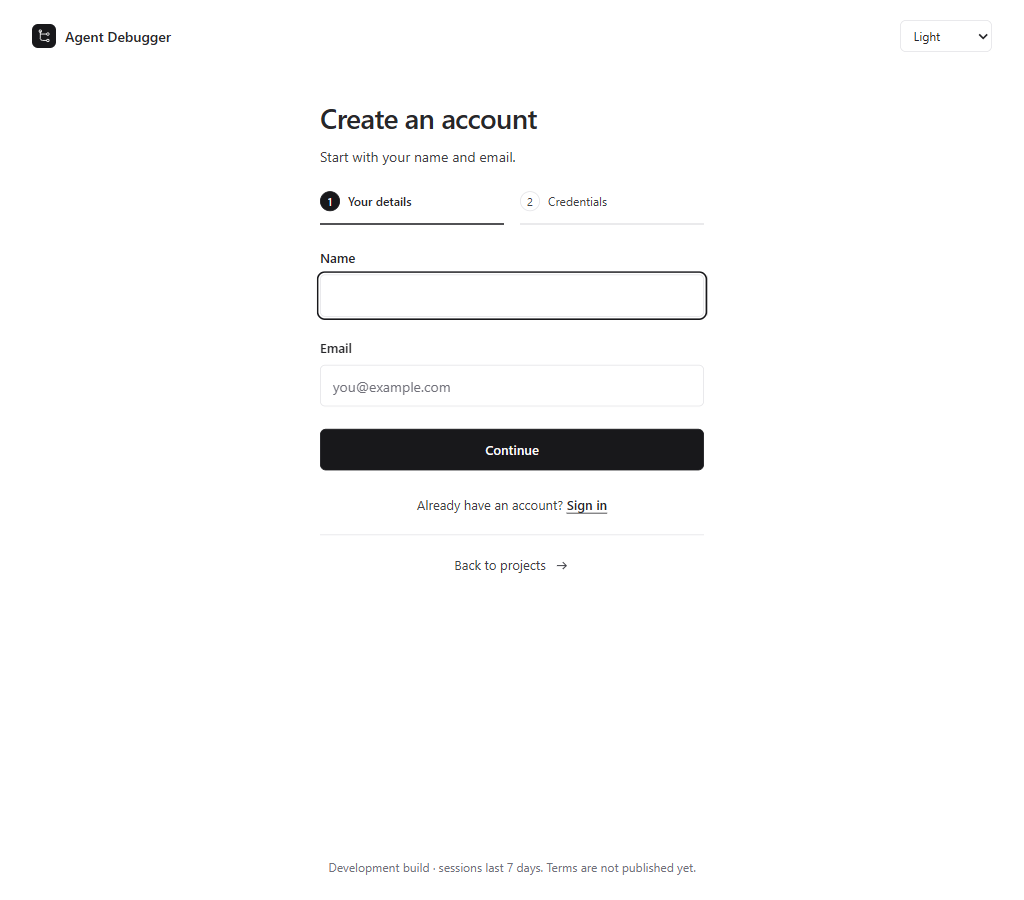 Agent Debugger
Light
Create an account
Start with your name and email.
1 Your details
2 Credentials
Name
Email
you@example.com
Continue
Already have an account? Sign in
Back to projects →
Development build · sessions last 7 days. Terms are not published yet.